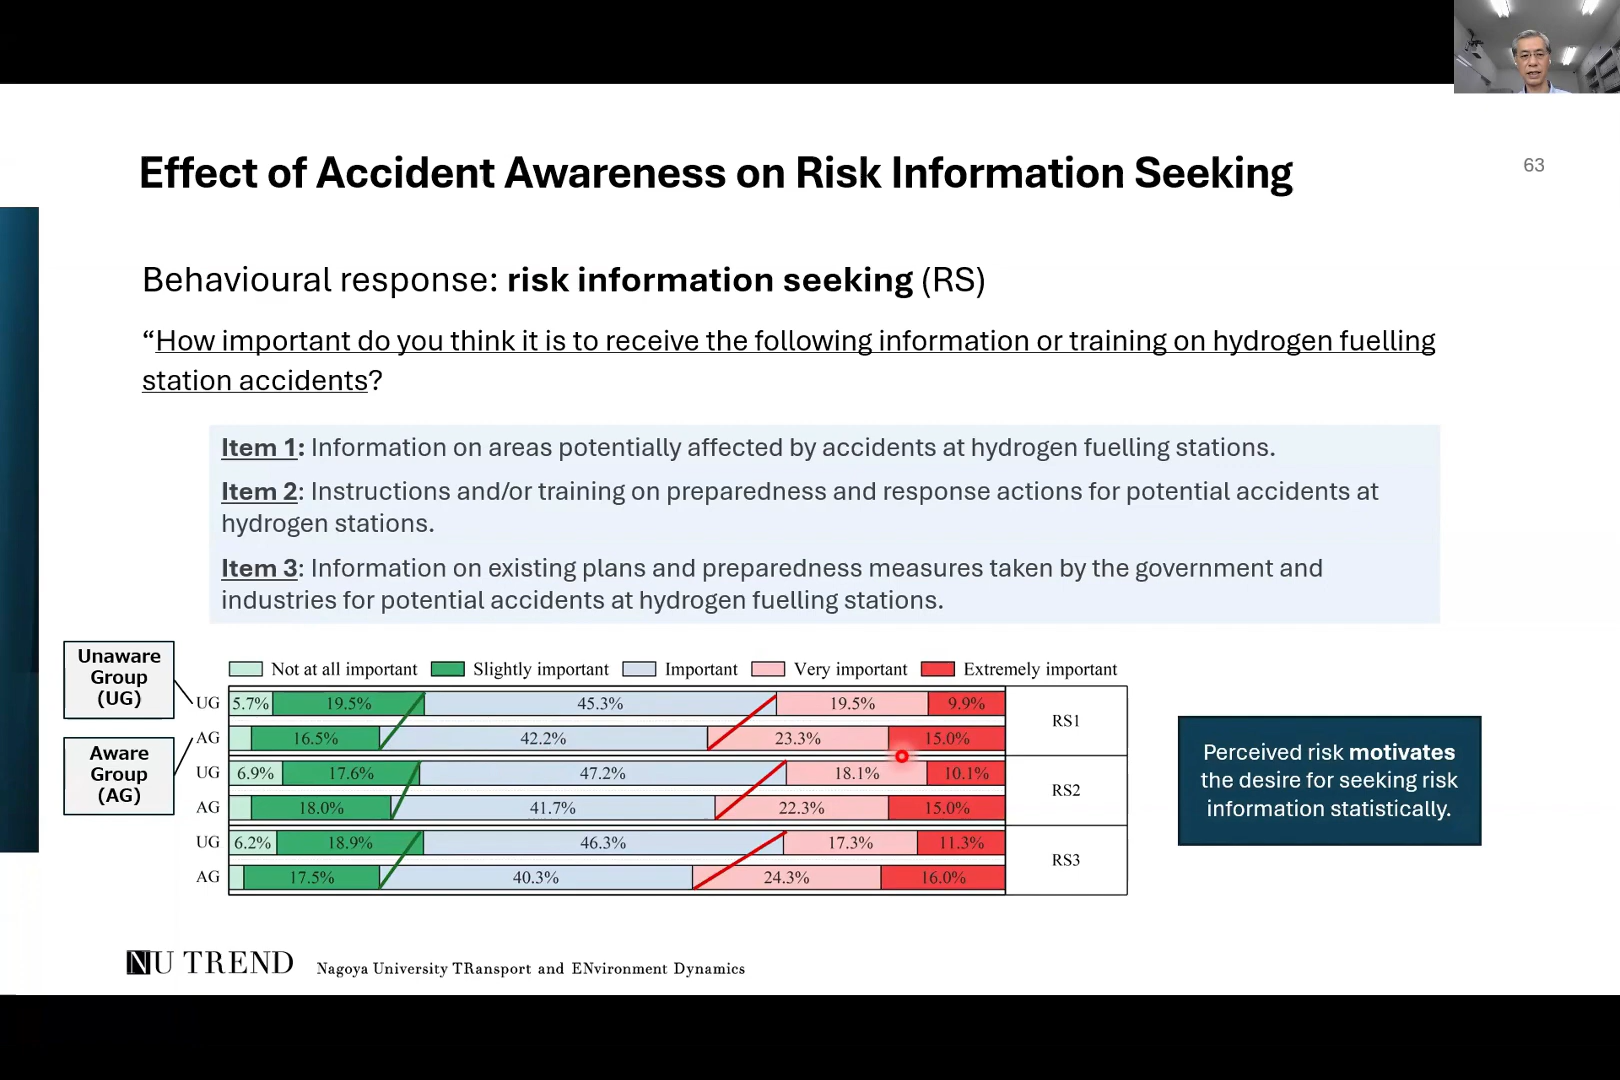 Effect of Accident Awareness on Risk Information Seeking
63
Behavioural response: risk information seeking (RS)
“How important do you think it is to receive the following information or training on hydrogen fuelling
station accidents?
Item 1: Information on areas potentially affected by accidents at hydrogen fuelling stations.
Item 2: Instructions and/or training on preparedness and response actions for potential accidents at
hydrogen stations.
Item 3: Information on existing plans and preparedness measures taken by the government and
industries for potential accidents at hydrogen fuelling stations.
Unaware
Group
(UG)
Aware
Group
(AG)
Not at all important Slightly important Important Very important Extremely important
UG 5.7% 19.5% 45.3% 19.5% 9.9%
RS1
AG 16.5% 42.2% 23.3% 15.0%
UG 6.9% 17.6% 47.2% 18.1% 10.1%
RS2
AG 18.0% 41.7% 22.3% 15.0%
UG 6.2% 18.9% 46.3% 17.3% 11.3%
RS3
AG 17.5% 40.3% 24.3% 16.0%
Perceived risk motivates
the desire for seeking risk
information statistically.
NU TREND Nagoya University TRansport and ENvironment Dynamics